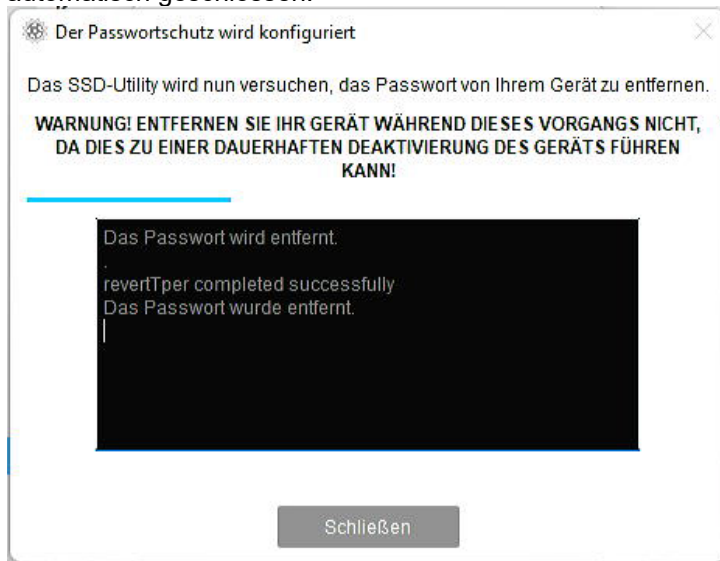 automatisch geschlossen.
Der Passwortschutz wird konfiguriert
Das SSD-Utility wird nun versuchen, das Passwort von Ihrem Gerät zu entfernen.
WARNUNG! ENTFERNEN SIE IHR GERÄT WÄHREND DIESES VORGANGS NICHT,
DA DIES ZU EINER DAUERHAFTEN DEAKTIVIERUNG DES GERÄTS FÜHREN
KANN!
Das Passwort wird entfernt.
.
revertTper completed successfully
Das Passwort wurde entfernt.
Schließen